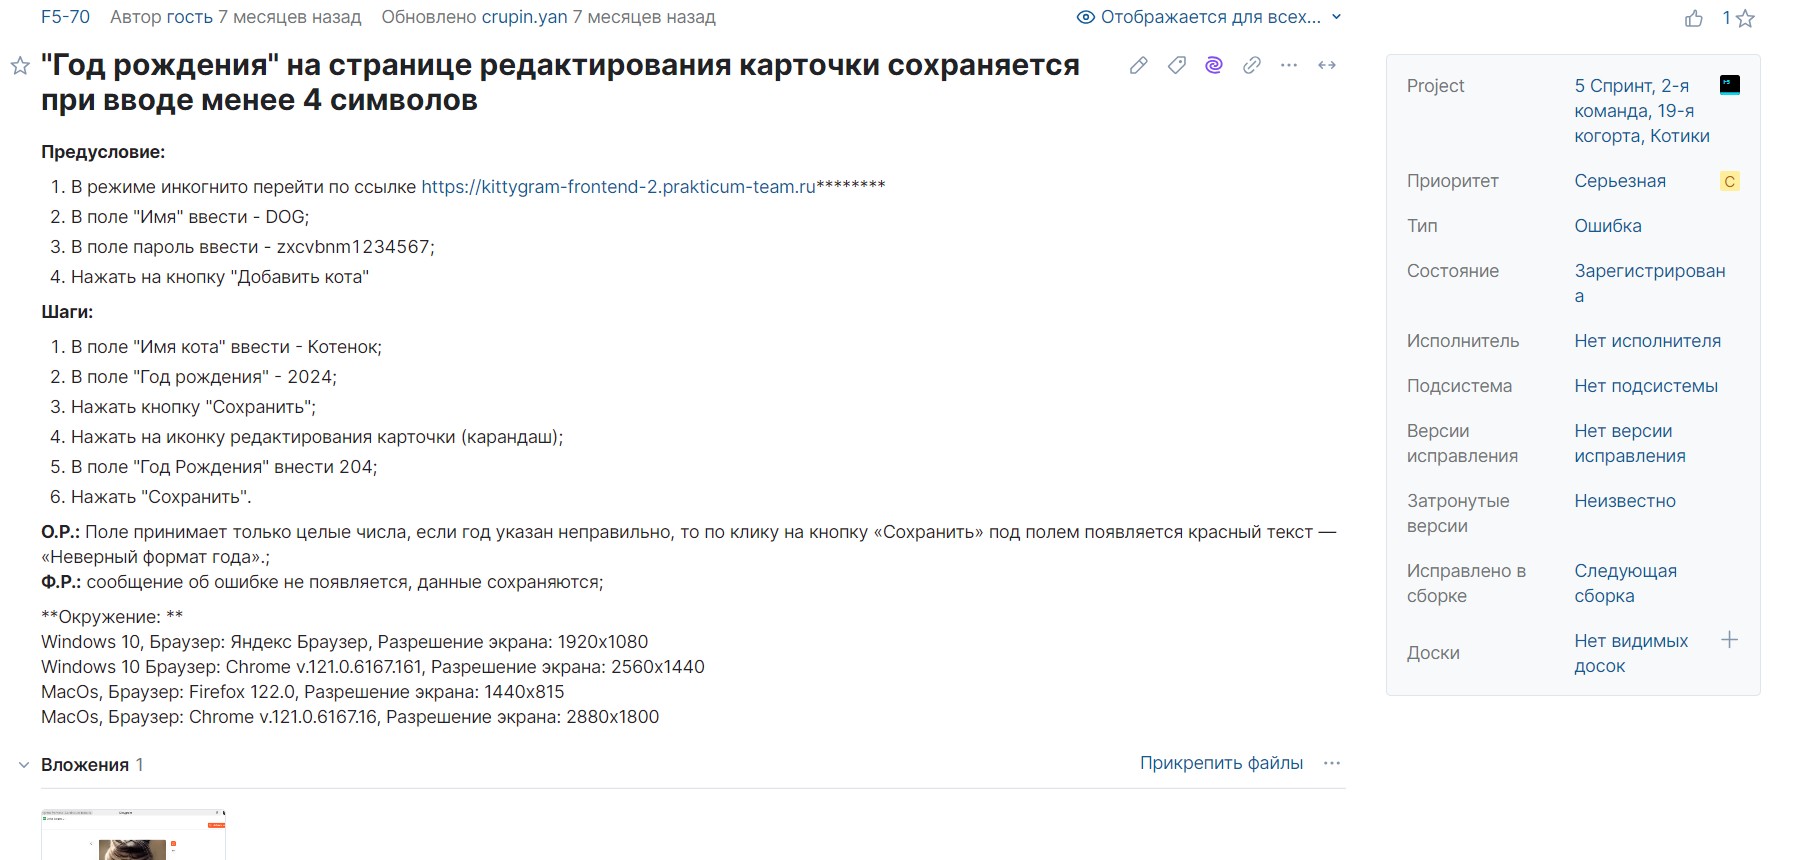 F5-70 Автор гость 7 месяцев назад Обновлено crupin.yan 7 месяцев назад Отображается для всех... 1
"Год рождения" на странице редактирования карточки сохраняется
при вводе менее 4 символов
Предусловие:
1. В режиме инкогнито перейти по ссылке https://kittygram-frontend-2.prakticum-team.ru********
2. В поле "Имя" ввести - DOG;
3. В поле пароль ввести - zxcvbnm1234567;
4. Нажать на кнопку "Добавить кота"
Шаги:
1. В поле "Имя кота" ввести - Котенок;
2. В поле "Год рождения" - 2024;
3. Нажать кнопку "Сохранить";
4. Нажать на иконку редактирования карточки (карандаш);
5. В поле "Год Рождения" внести 204;
6. Нажать "Сохранить".
О.Р.: Поле принимает только целые числа, если год указан неправильно, то по клику на кнопку «Сохранить» под полем появляется красный текст —
«Неверный формат года».;
Ф.Р.: сообщение об ошибке не появляется, данные сохраняются;
**Окружение: **
Windows 10, Браузер: Яндекс Браузер, Разрешение экрана: 1920x1080
Windows 10 Браузер: Chrome v.121.0.6167.161, Разрешение экрана: 2560x1440
MacOs, Браузер: Firefox 122.0, Разрешение экрана: 1440x815
MacOs, Браузер: Chrome v.121.0.6167.16, Разрешение экрана: 2880x1800
Вложения 1 Прикрепить файлы ...
Project 5 Спринт, 2-я
команда, 19-я
когорта, Котики
Приоритет Серьезная С
Тип Ошибка
Состояние Зарегистрирован
а
Исполнитель Нет исполнителя
Подсистема Нет подсистемы
Версии Нет версии
исправления исправления
Затронутые Неизвестно
версии
Исправлено в Следующая
сборке сборка
Доски Нет видимых
досок